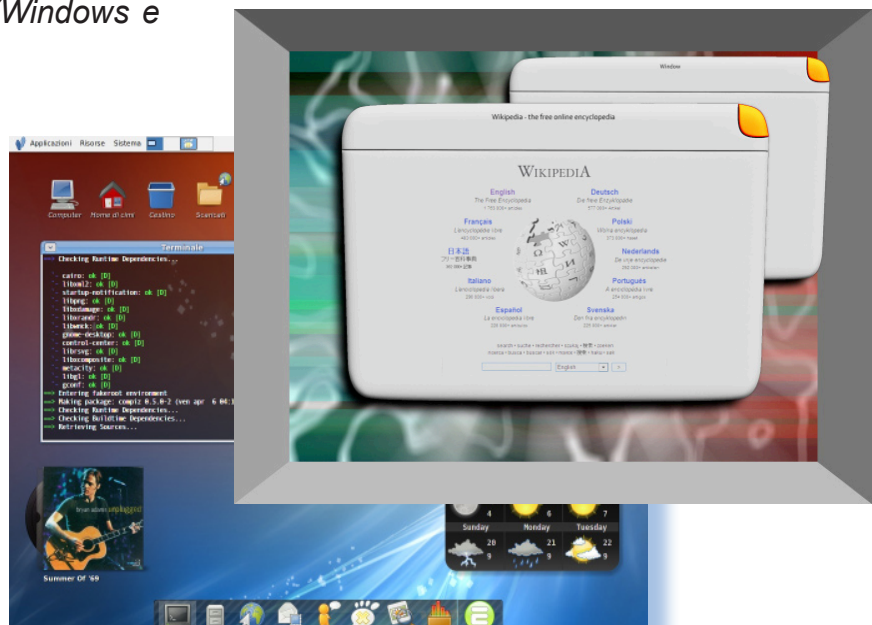 Windows e
Window
Wikipedia - the free online encyclopedia
WIKIPEDIA
English
The Free Encyclopedia
Deutsch
Die freie Enzyklopädie
Français
L'encyclopédie libre
Polski
Wolna encyklopedia
日本語
フリー百科事典
Nederlands
De vrije encyclopedie
Italiano
L'enciclopedia libera
Português
A enciclopédia livre
Español
La enciclopedia libre
Svenska
Den fria encyklopedin
English
Applicazioni Risorse Sistema
Computer Home di cimi Cestino Scaricati
Terminale
==> Checking Runtime Dependencies...
- cairo: ok [D]
- libxml2: ok [D]
- startup-notification: ok [D]
- libpng: ok [D]
- libxdamage: ok [D]
- libxrandr: ok [D]
- libwnck: ok [D]
- gnome-desktop: ok [D]
- control-center: ok [D]
- librsvg: ok [D]
- libxcomposite: ok [D]
- metacity: ok [D]
- libgl: ok [D]
- gconf: ok [D]
==> Entering fakeroot environment
==> Making package: compiz 0.5.0-2 (ven apr 6 04:1
==> Checking Runtime Dependencies...
==> Checking Buildtime Dependencies...
==> Retrieving Sources...
bryan adams unplugged
Summer Of '69
4 6 7
Sunday Monday Tuesday
20 21 22
9 9 9